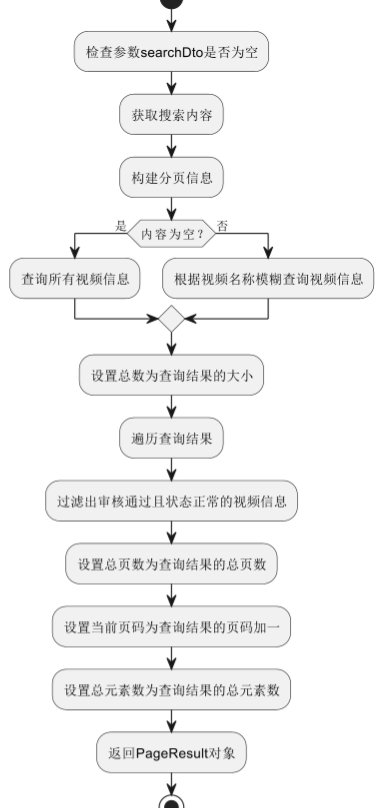 检查参数searchDto是否为空
获取搜索内容
构建分页信息
是
内容为空？
否
查询所有视频信息
根据视频名称模糊查询视频信息
设置总数为查询结果的大小
遍历查询结果
过滤出审核通过且状态正常的视频信息
设置总页数为查询结果的总页数
设置当前页码为查询结果的页码加一
设置总元素数为查询结果的总元素数
返回PageResult对象